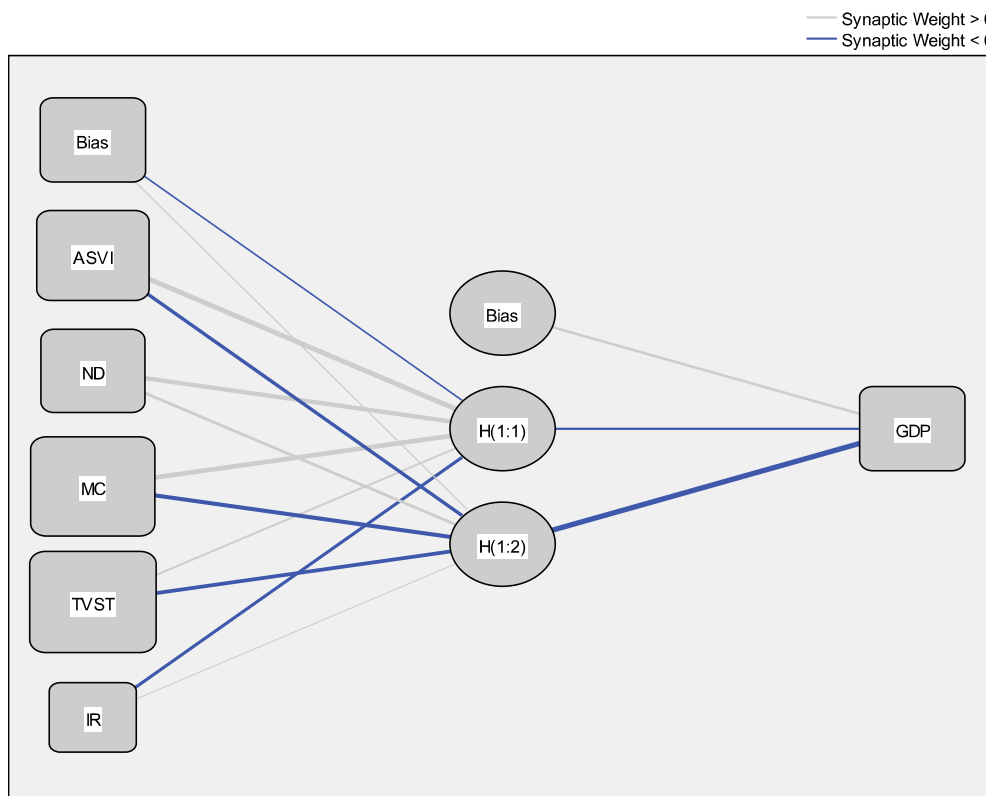 Synaptic Weight >
Synaptic Weight <
Bias
ASVI
ND
MC
TVST
IR
Bias
H(1:1)
H(1:2)
GDP